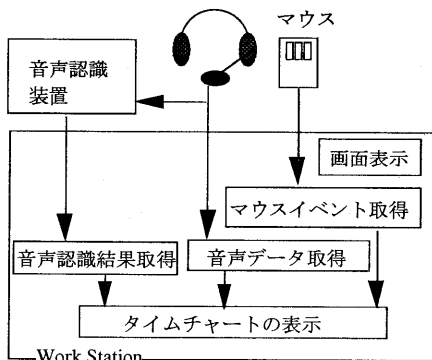 マウス
音声認識
装置
画面表示
マウスイベント取得
音声認識結果取得
音声データ取得
タイムチャートの表示
Work Station